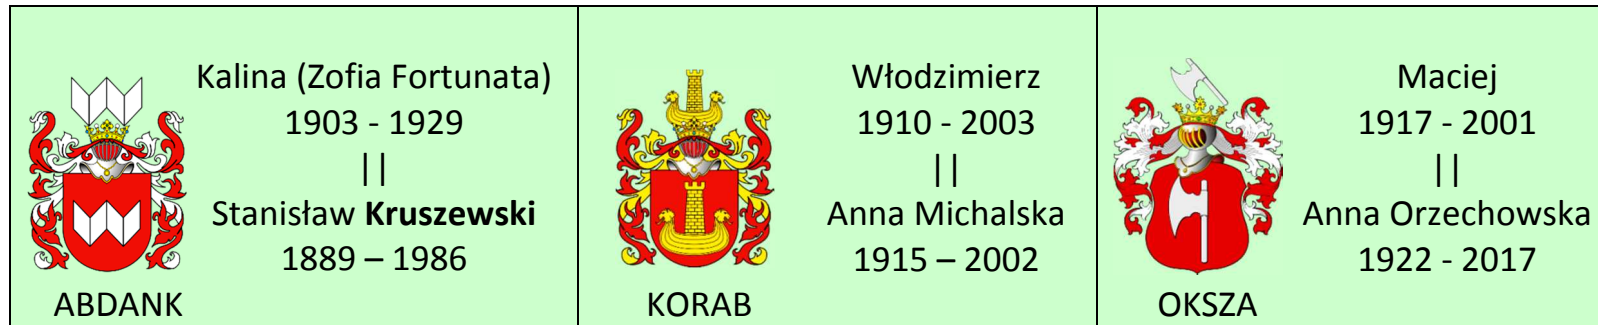 Kalina (Zofia Fortunata)
1903 - 1929
||
Stanisław Kruszewski
1889 – 1986
ABDANK
Włodzimierz
1910 - 2003
||
Anna Michalska
1915 – 2002
KORAB
Maciej
1917 - 2001
||
Anna Orzechowska
1922 - 2017
OKSZA